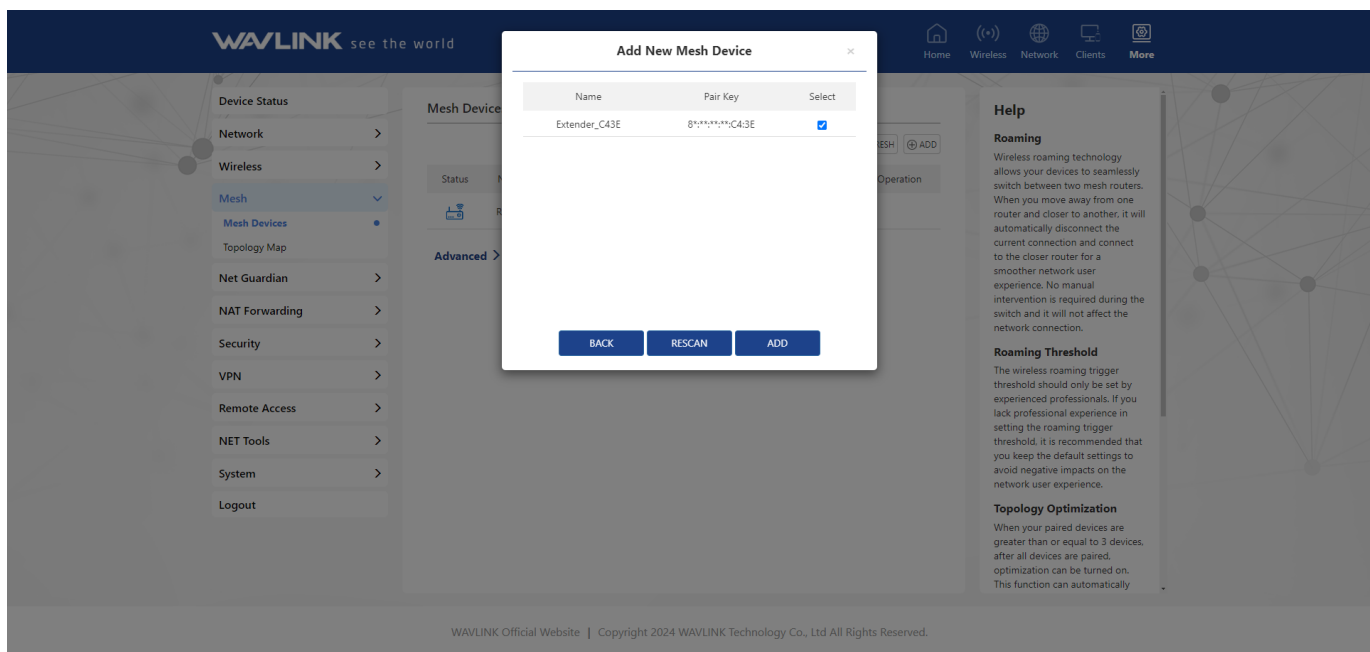 WAVLINK see the world
Home
Wireless
Network
Clients
More
Add New Mesh Device
×
Name Pair Key Select
Extender_C43E 8*:**:**:**:C4:3E
BACK
RESCAN
ADD
Device Status
Network
Wireless
Mesh
Mesh Devices
Topology Map
Net Guardian
NAT Forwarding
Security
VPN
Remote Access
NET Tools
System
Logout
Mesh Device
ADD
Status
Operation
Advanced
Help
Roaming
Wireless roaming technology
allows your devices to seamlessly
switch between two mesh routers.
When you move away from one
router and closer to another, it will
automatically disconnect the
current connection and connect
to the closer router for a
smoother network user
experience. No manual
intervention is required during the
switch and it will not affect the
network connection.
Roaming Threshold
The wireless roaming trigger
threshold should only be set by
experienced professionals. If you
lack professional experience in
setting the roaming trigger
threshold, it is recommended that
you keep the default settings to
avoid negative impacts on the
network user experience.
Topology Optimization
When your paired devices are
greater than or equal to 3 devices,
after all devices are paired,
optimization can be turned on.
This function can automatically
WAVLINK Official Website | Copyright 2024 WAVLINK Technology Co., Ltd All Rights Reserved.